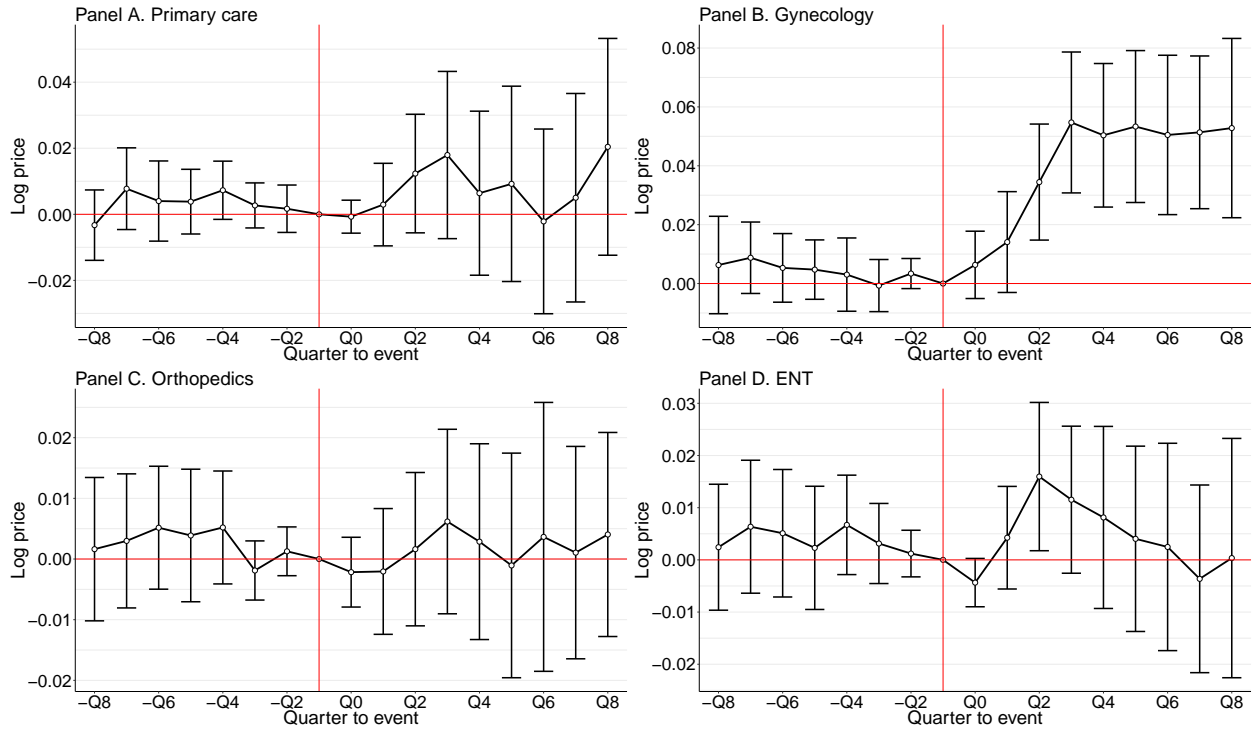 Panel A. Primary care
Log price
0.04
0.02
0.00
−0.02
−Q8 −Q6 −Q4 −Q2 Q0 Q2 Q4 Q6 Q8
Quarter to event
Panel B. Gynecology
Log price
0.08
0.06
0.04
0.02
0.00
−Q8 −Q6 −Q4 −Q2 Q0 Q2 Q4 Q6 Q8
Quarter to event
Panel C. Orthopedics
Log price
0.02
0.01
0.00
−0.01
−0.02
−Q8 −Q6 −Q4 −Q2 Q0 Q2 Q4 Q6 Q8
Quarter to event
Panel D. ENT
Log price
0.03
0.02
0.01
0.00
−0.01
−0.02
−Q8 −Q6 −Q4 −Q2 Q0 Q2 Q4 Q6 Q8
Quarter to event